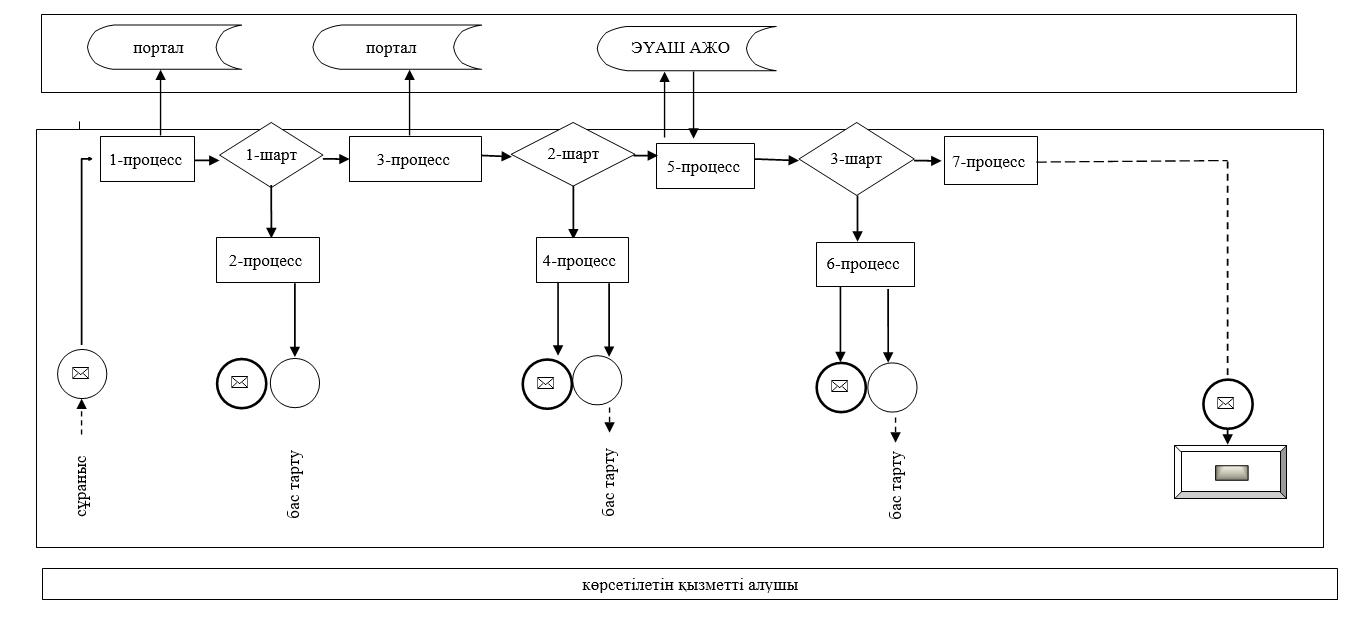 портал
портал
ЭҮАШ АЖО
1-процесс
1-шарт
3-процесс
2-шарт
5-процесс
3-шарт
7-процесс
2-процесс
4-процесс
6-процесс
сұраныс
бас тарту
бас тарту
бас тарту
көрсетілетін қызметті алушы